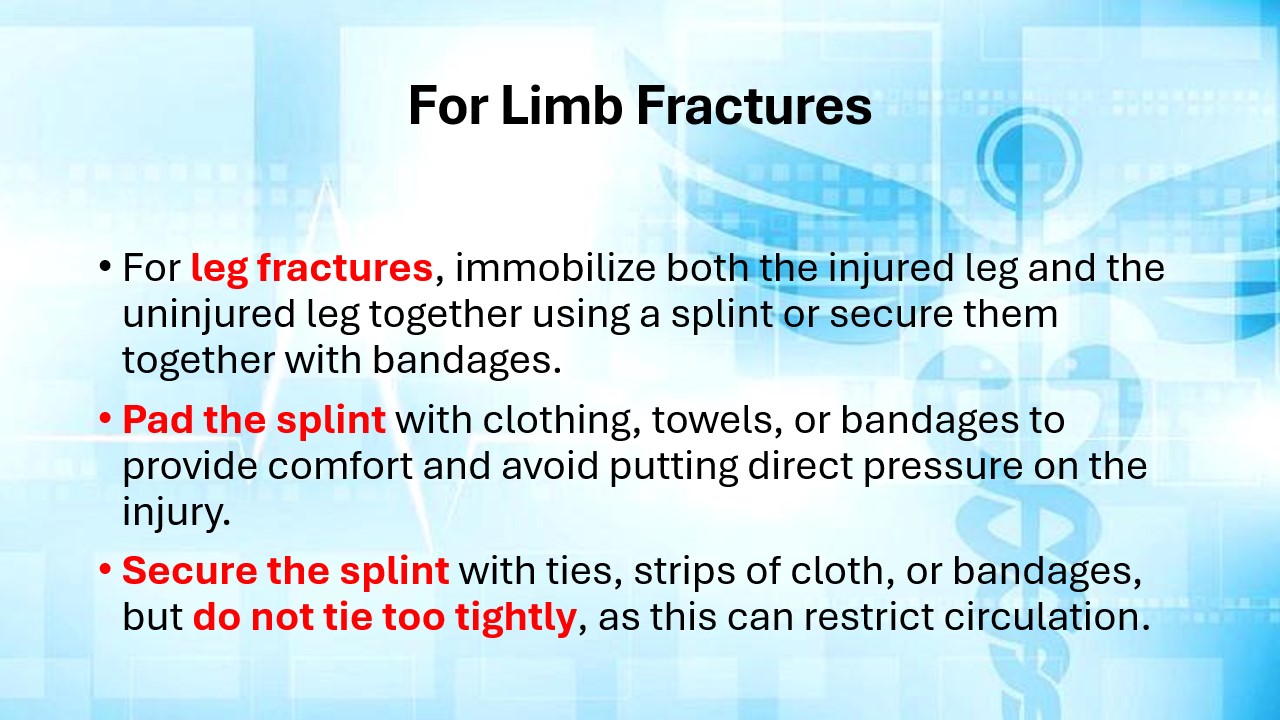 For Limb Fractures
• For leg fractures, immobilize both the injured leg and the
uninjured leg together using a splint or secure them
together with bandages.
• Pad the splint with clothing, towels, or bandages to
provide comfort and avoid putting direct pressure on the
injury.
• Secure the splint with ties, strips of cloth, or bandages,
but do not tie too tightly, as this can restrict circulation.